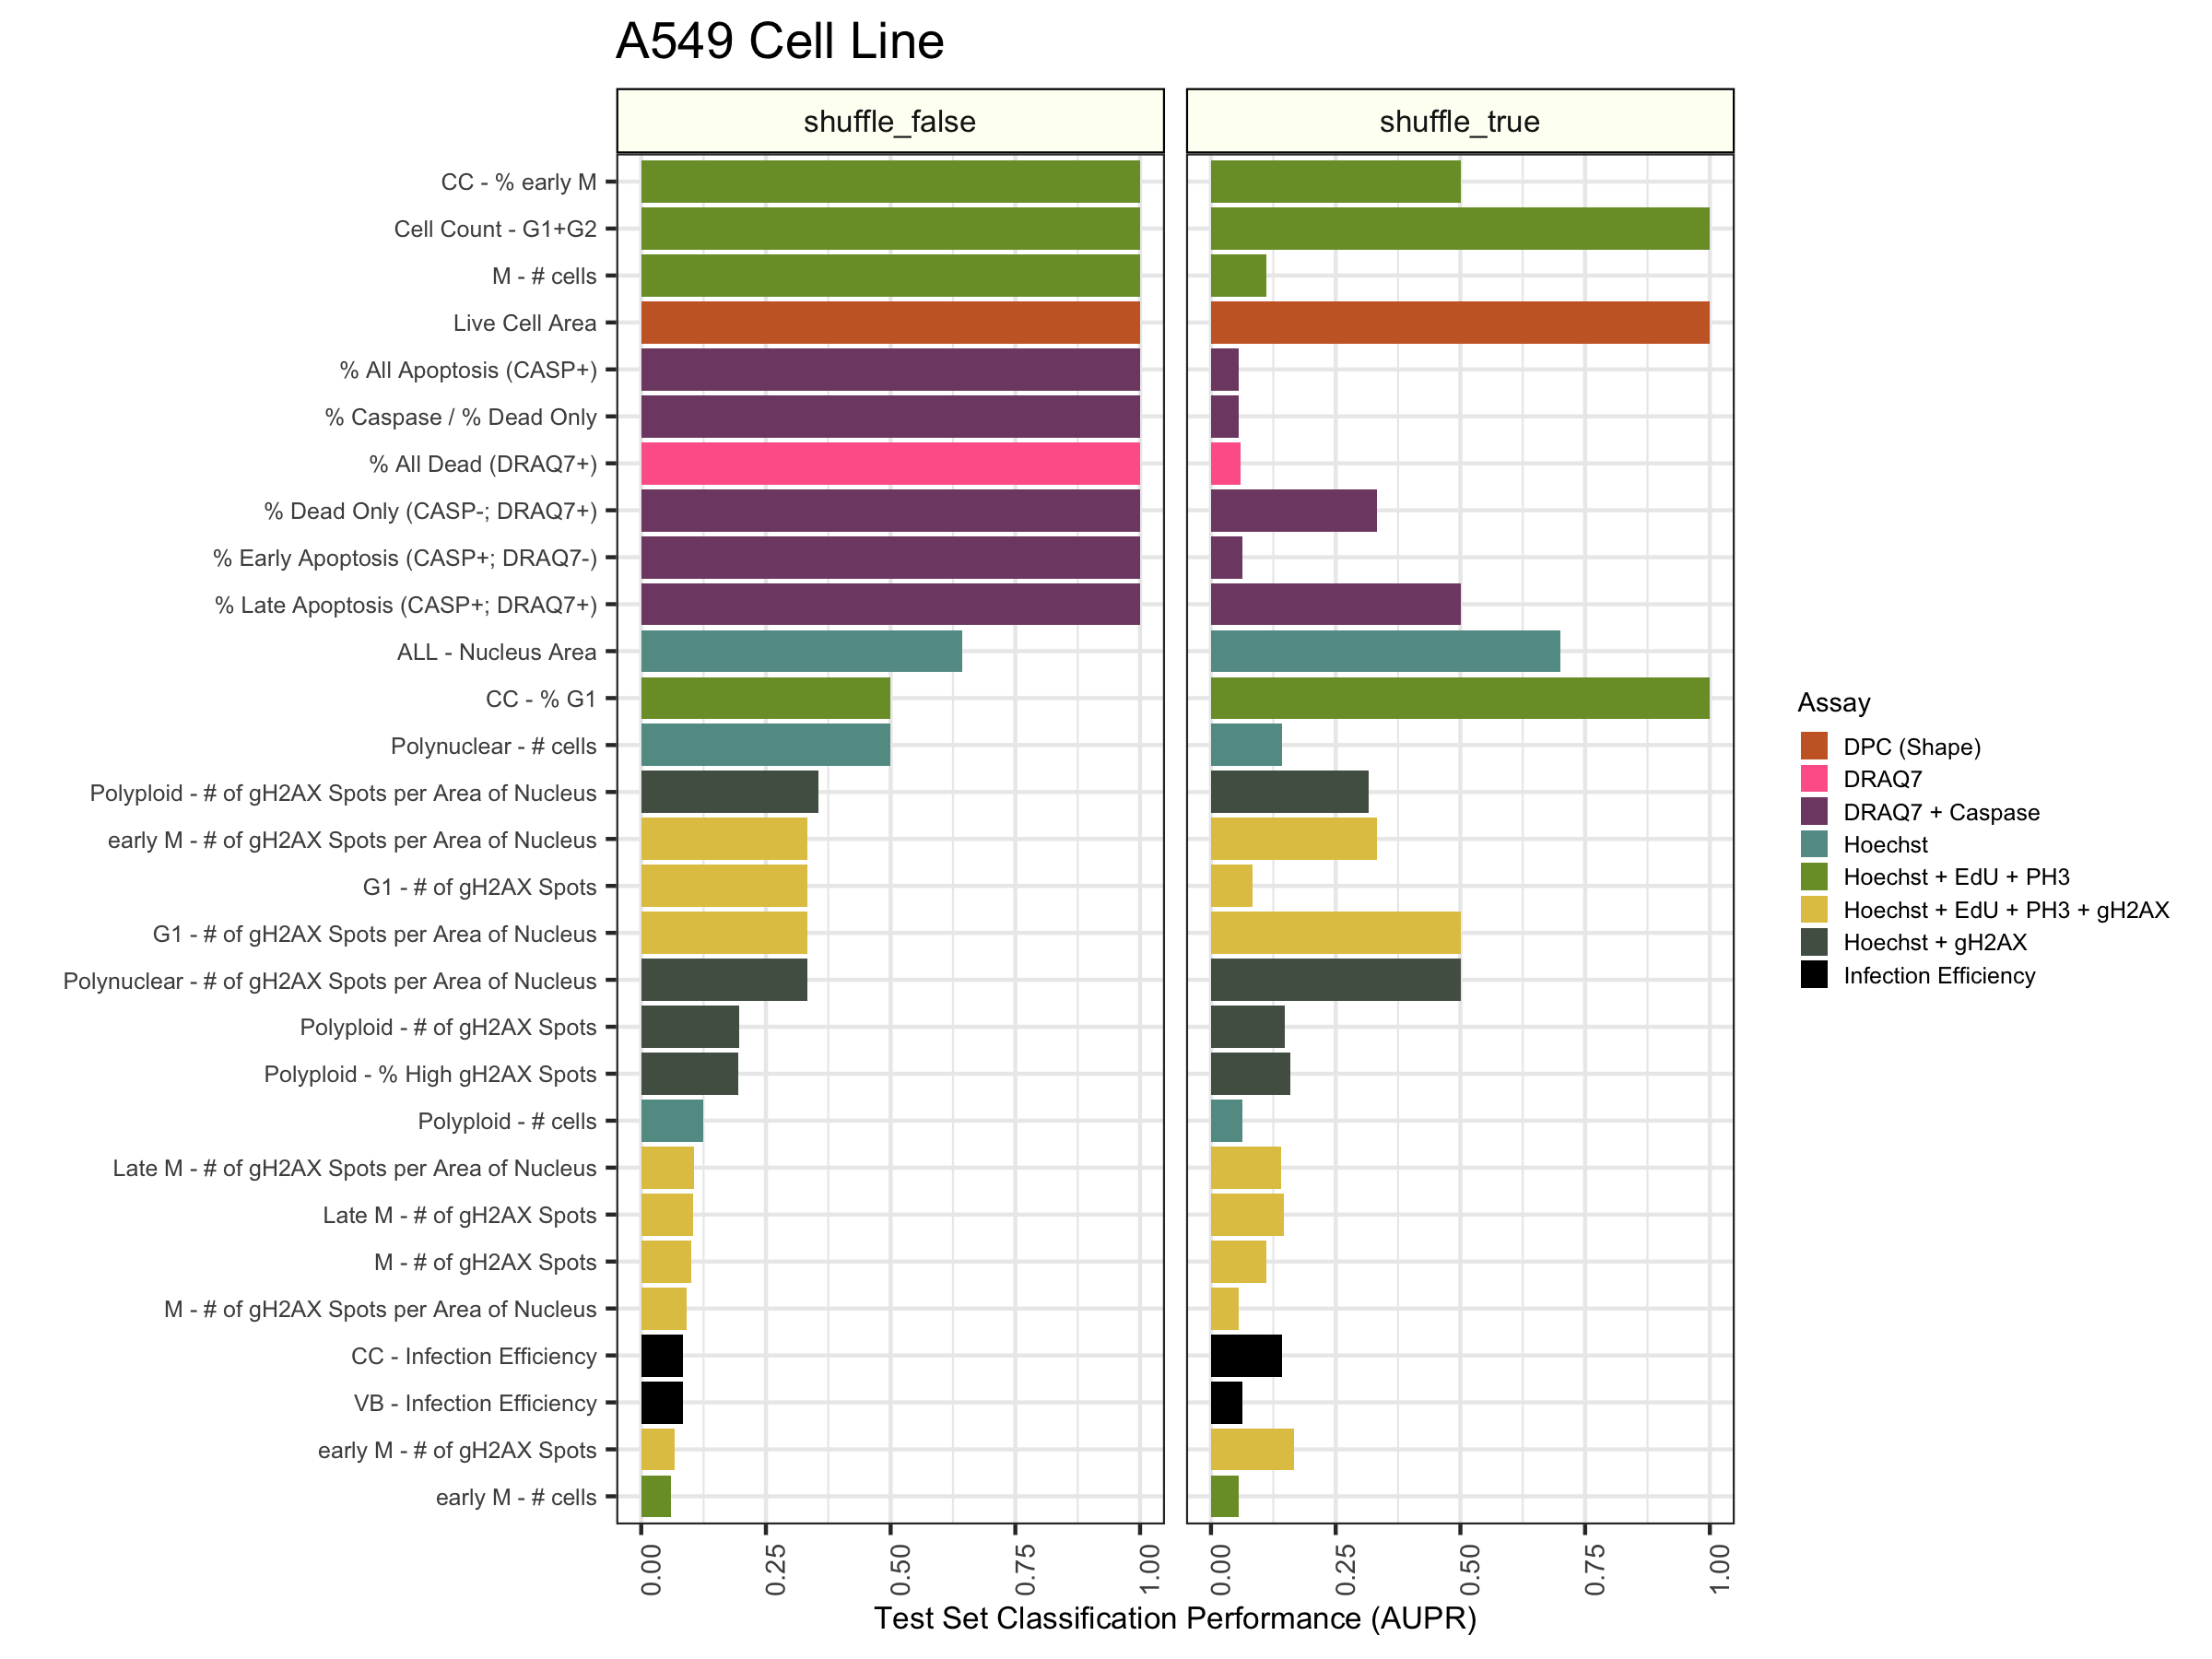 A549 Cell Line
shuffle_false
shuffle_true
CC - % early M
Cell Count - G1+G2
M - # cells
Live Cell Area
% All Apoptosis (CASP+)
% Caspase / % Dead Only
% All Dead (DRAQ7+)
% Dead Only (CASP-; DRAQ7+)
% Early Apoptosis (CASP+; DRAQ7-)
% Late Apoptosis (CASP+; DRAQ7+)
ALL - Nucleus Area
CC - % G1
Polynuclear - # cells
Polyploid - # of gH2AX Spots per Area of Nucleus
early M - # of gH2AX Spots per Area of Nucleus
G1 - # of gH2AX Spots
G1 - # of gH2AX Spots per Area of Nucleus
Polynuclear - # of gH2AX Spots per Area of Nucleus
Polyploid - # of gH2AX Spots
Polyploid - % High gH2AX Spots
Polyploid - # cells
Late M - # of gH2AX Spots per Area of Nucleus
Late M - # of gH2AX Spots
M - # of gH2AX Spots
M - # of gH2AX Spots per Area of Nucleus
CC - Infection Efficiency
VB - Infection Efficiency
early M - # of gH2AX Spots
early M - # cells
0.00
0.25
0.50
0.75
1.00
0.00
0.25
0.50
0.75
1.00
Test Set Classification Performance (AUPR)
Assay
DPC (Shape)
DRAQ7
DRAQ7 + Caspase
Hoechst
Hoechst + EdU + PH3
Hoechst + EdU + PH3 + gH2AX
Hoechst + gH2AX
Infection Efficiency